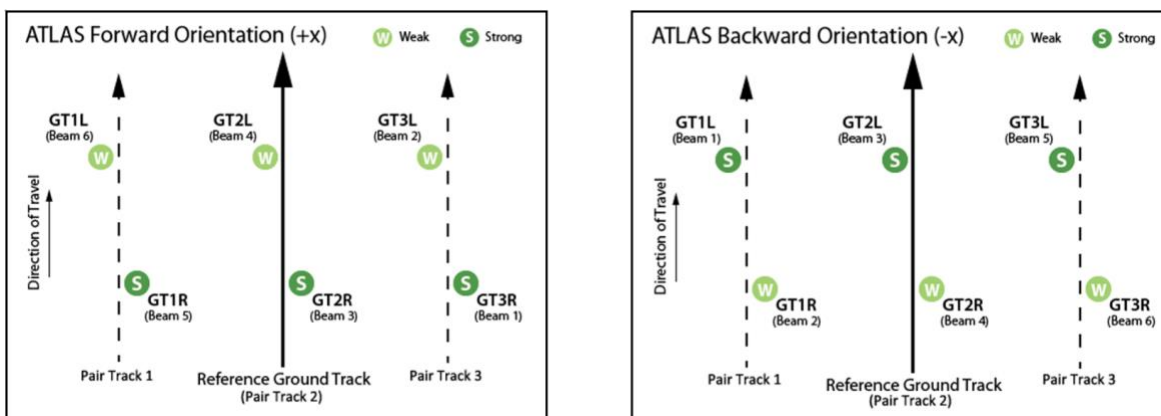 ATLAS Forward Orientation (+x)
W Weak
S Strong
GT1L
(Beam 6)
W
GT2L
(Beam 4)
W
GT3L
(Beam 2)
W
Direction of Travel
S
GT1R
(Beam 5)
S
GT2R
(Beam 3)
S
GT3R
(Beam 1)
Pair Track 1
Reference Ground Track
(Pair Track 2)
Pair Track 3
ATLAS Backward Orientation (-x)
W Weak
S Strong
GT1L
(Beam 1)
S
GT2L
(Beam 3)
S
GT3L
(Beam 5)
S
Direction of Travel
W
GT1R
(Beam 2)
W
GT2R
(Beam 4)
W
GT3R
(Beam 6)
Pair Track 1
Reference Ground Track
(Pair Track 2)
Pair Track 3